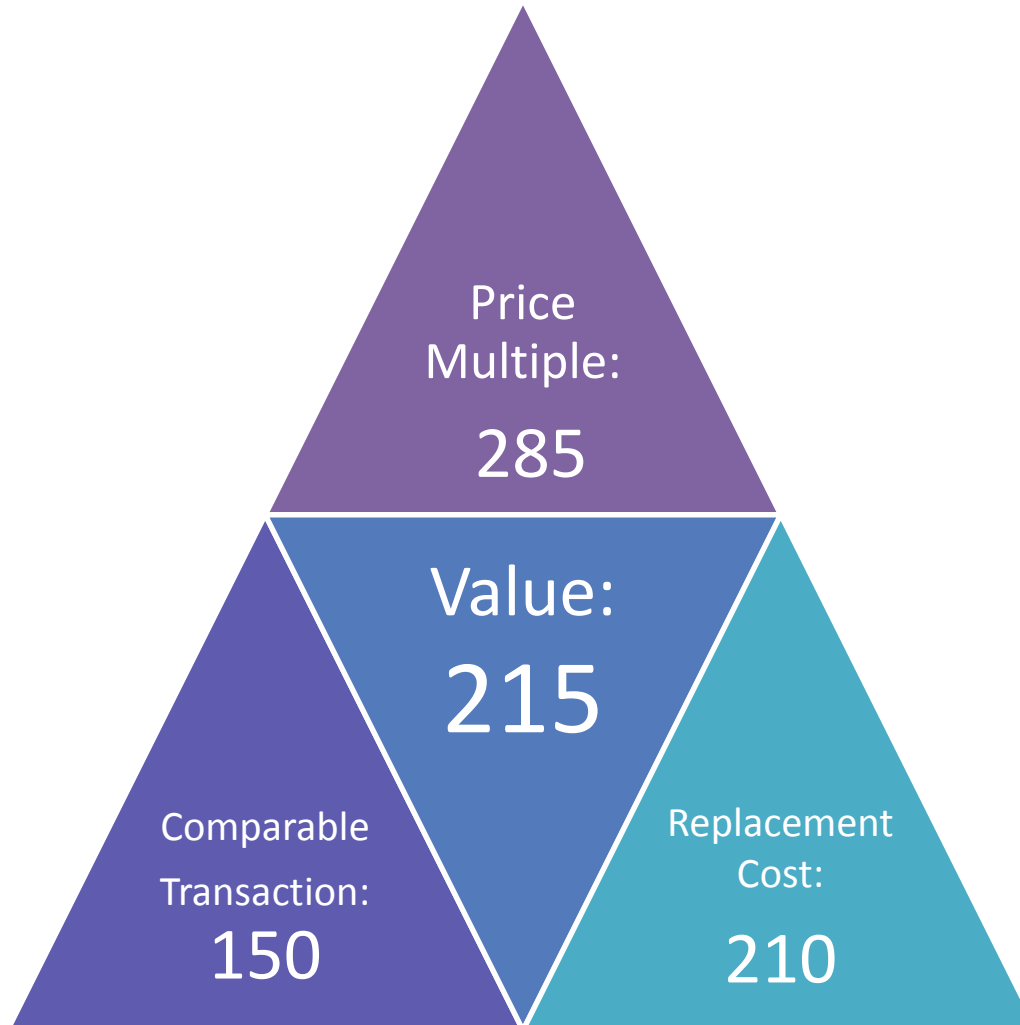 Price
Multiple:
285
Value:
215
Comparable
Transaction:
150
Replacement
Cost:
210